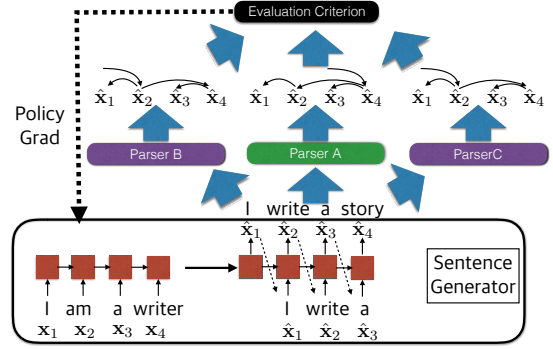 Evaluation Criterion
x̂₁ x̂₂ x̂₃ x̂₄ x̂₁ x̂₂ x̂₃ x̂₄ x̂₁ x̂₂ x̂₃ x̂₄
Policy
Grad
Parser B Parser A ParserC
I write a story
x̂₁ x̂₂ x̂₃ x̂₄
Sentence
Generator
I am a writer I write a
x₁ x₂ x₃ x₄ x̂₁ x̂₂ x̂₃